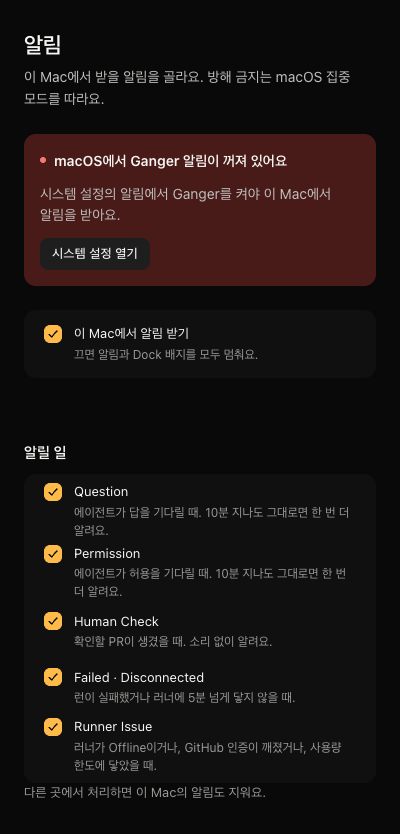 알림
이 Mac에서 받을 알림을 골라요. 방해 금지는 macOS 집중
모드를 따라요.
macOS에서 Ganger 알림이 꺼져 있어요
시스템 설정의 알림에서 Ganger를 켜야 이 Mac에서
알림을 받아요.
시스템 설정 열기
이 Mac에서 알림 받기
끄면 알림과 Dock 배지를 모두 멈춰요.
알릴 일
Question
에이전트가 답을 기다릴 때. 10분 지나도 그대로면 한 번 더
알려요.
Permission
에이전트가 허용을 기다릴 때. 10분 지나도 그대로면 한 번
더 알려요.
Human Check
확인할 PR이 생겼을 때. 소리 없이 알려요.
Failed · Disconnected
런이 실패했거나 러너에 5분 넘게 닿지 않을 때.
Runner Issue
러너가 Offline이거나, GitHub 인증이 깨졌거나, 사용량
한도에 닿았을 때.
다른 곳에서 처리하면 이 Mac의 알림도 지워요.